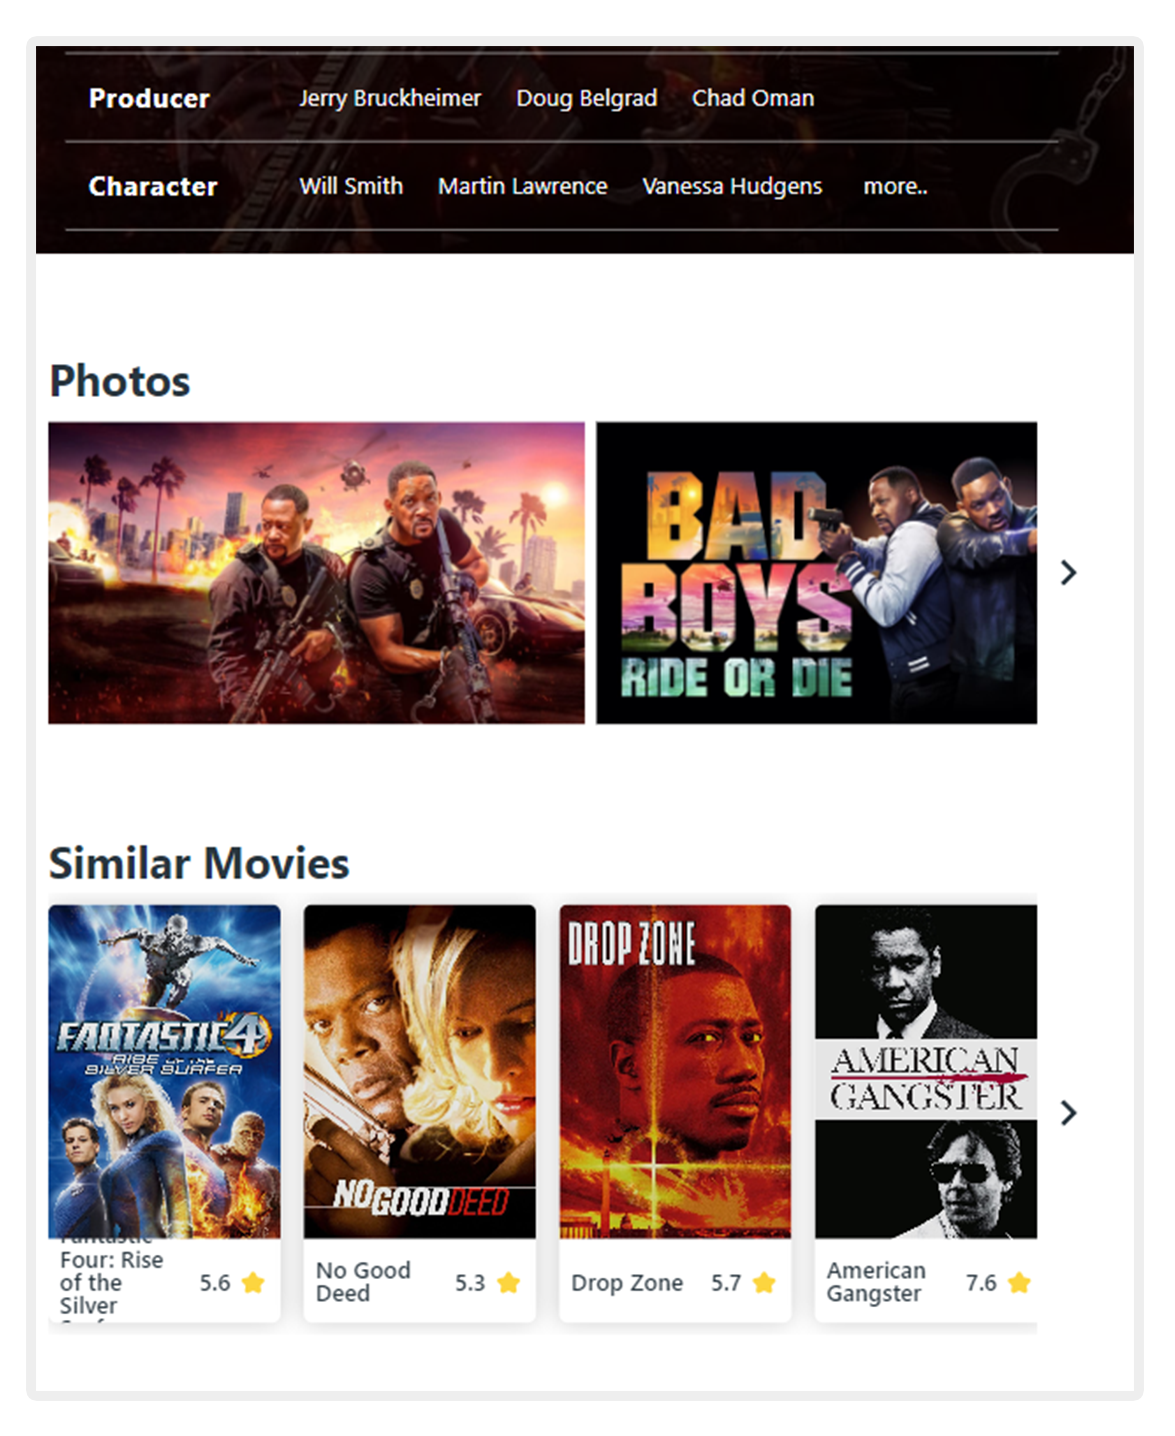 Producer Jerry Bruckheimer Doug Belgrad Chad Oman
Character Will Smith Martin Lawrence Vanessa Hudgens more..
Photos
BAD
BOYS
RIDE OR DIE
Similar Movies
FANTASTIC 4
RISE OF THE
SILVER SURFER
NO GOOD DEED
DROP ZONE
AMERICAN
GANGSTER
Fantastic
Four: Rise
of the
Silver
5.6
No Good
Deed
5.3
Drop Zone 5.7
American
Gangster
7.6